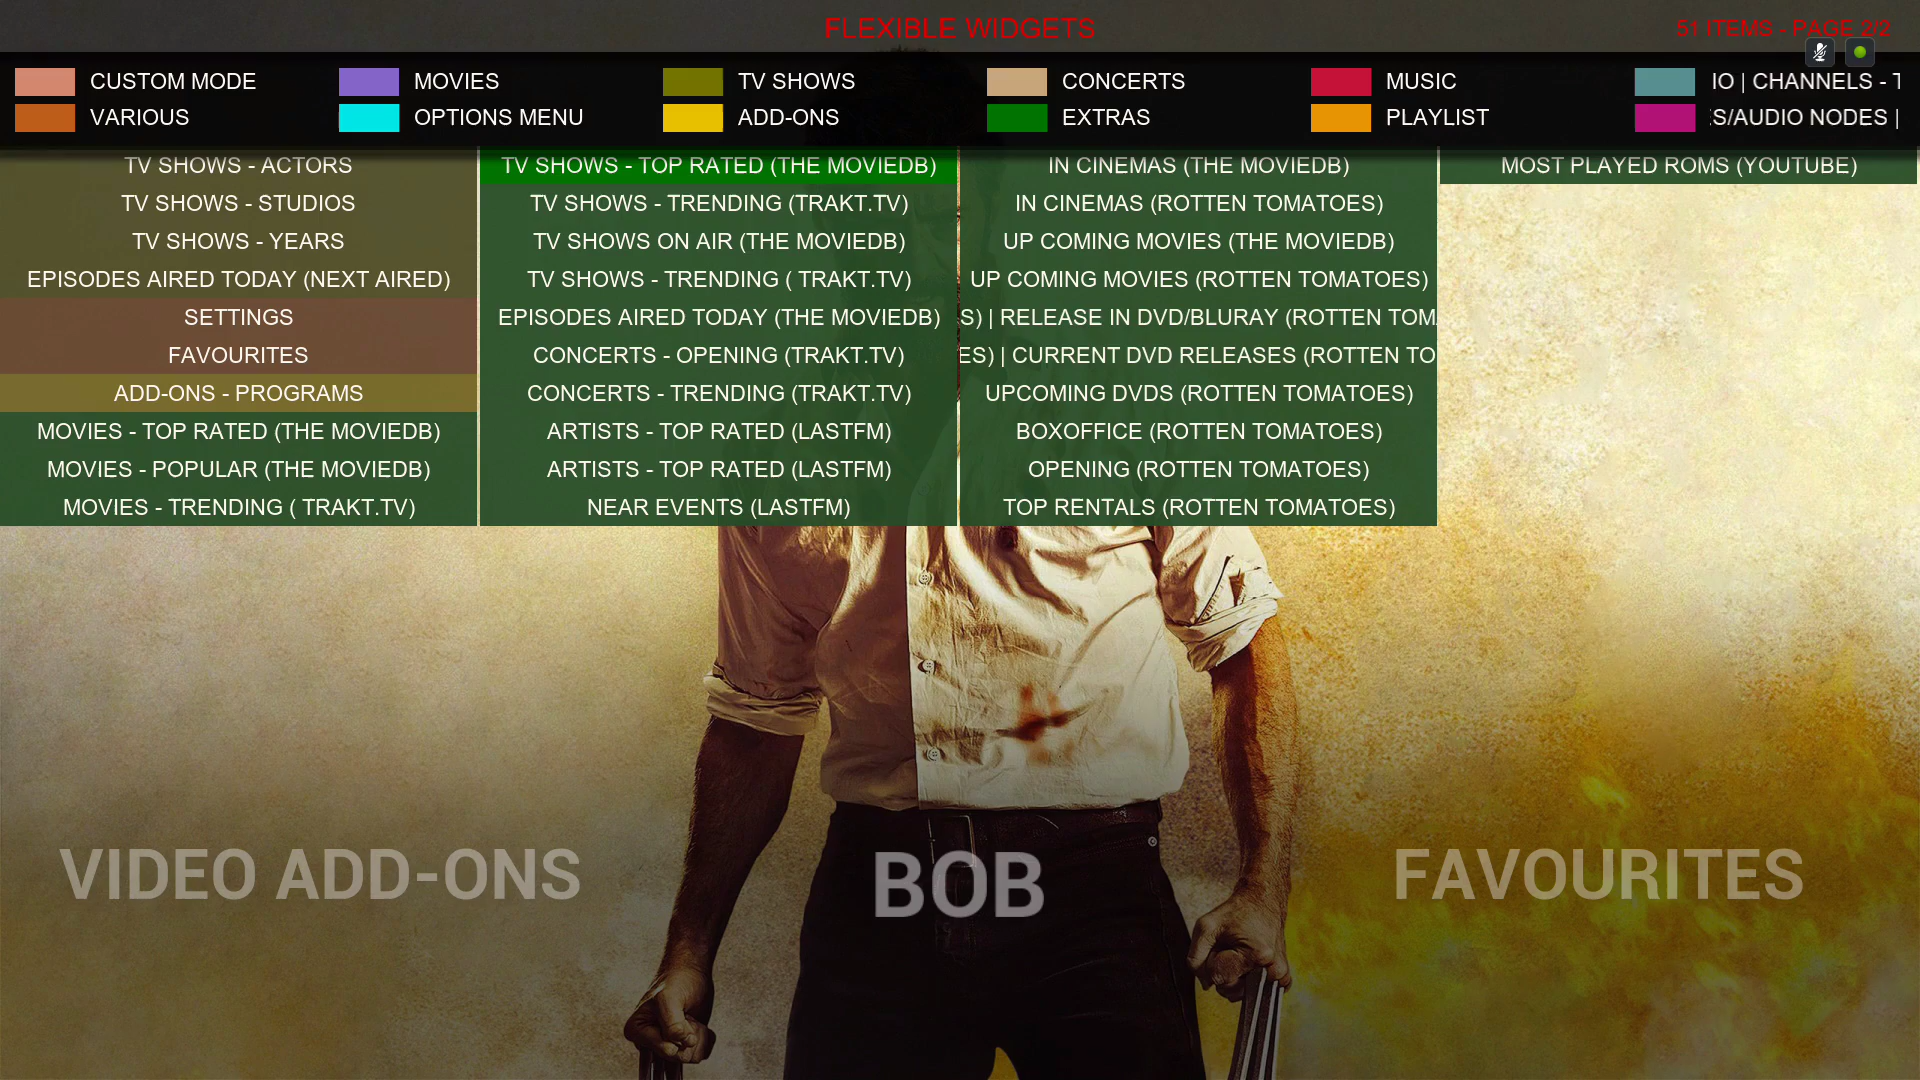 FLEXIBLE WIDGETS
51 ITEMS - PAGE 2/2
CUSTOM MODE
MOVIES
TV SHOWS
CONCERTS
MUSIC
IO | CHANNELS - T
VARIOUS
OPTIONS MENU
ADD-ONS
EXTRAS
PLAYLIST
S/AUDIO NODES |
TV SHOWS - ACTORS
TV SHOWS - STUDIOS
TV SHOWS - YEARS
EPISODES AIRED TODAY (NEXT AIRED)
SETTINGS
FAVOURITES
ADD-ONS - PROGRAMS
MOVIES - TOP RATED (THE MOVIEDB)
MOVIES - POPULAR (THE MOVIEDB)
MOVIES - TRENDING ( TRAKT.TV)
TV SHOWS - TOP RATED (THE MOVIEDB)
TV SHOWS - TRENDING (TRAKT.TV)
TV SHOWS ON AIR (THE MOVIEDB)
TV SHOWS - TRENDING ( TRAKT.TV)
EPISODES AIRED TODAY (THE MOVIEDB)
CONCERTS - OPENING (TRAKT.TV)
CONCERTS - TRENDING (TRAKT.TV)
ARTISTS - TOP RATED (LASTFM)
ARTISTS - TOP RATED (LASTFM)
NEAR EVENTS (LASTFM)
IN CINEMAS (THE MOVIEDB)
IN CINEMAS (ROTTEN TOMATOES)
UP COMING MOVIES (THE MOVIEDB)
UP COMING MOVIES (ROTTEN TOMATOES)
S) | RELEASE IN DVD/BLURAY (ROTTEN TOM
ES) | CURRENT DVD RELEASES (ROTTEN TO
UPCOMING DVDS (ROTTEN TOMATOES)
BOXOFFICE (ROTTEN TOMATOES)
OPENING (ROTTEN TOMATOES)
TOP RENTALS (ROTTEN TOMATOES)
MOST PLAYED ROMS (YOUTUBE)
VIDEO ADD-ONS
BOB
FAVOURITES